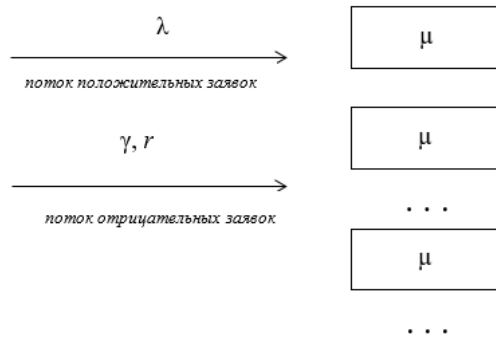 λ
μ
поток положительных заявок
γ, r
μ
. . .
поток отрицательных заявок
μ
. . .